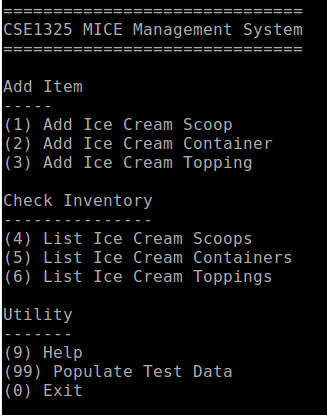 ==============================
CSE1325 MICE Management System
==============================
Add Item
-----
(1) Add Ice Cream Scoop
(2) Add Ice Cream Container
(3) Add Ice Cream Topping
Check Inventory
---------------
(4) List Ice Cream Scoops
(5) List Ice Cream Containers
(6) List Ice Cream Toppings
Utility
-------
(9) Help
(99) Populate Test Data
(0) Exit